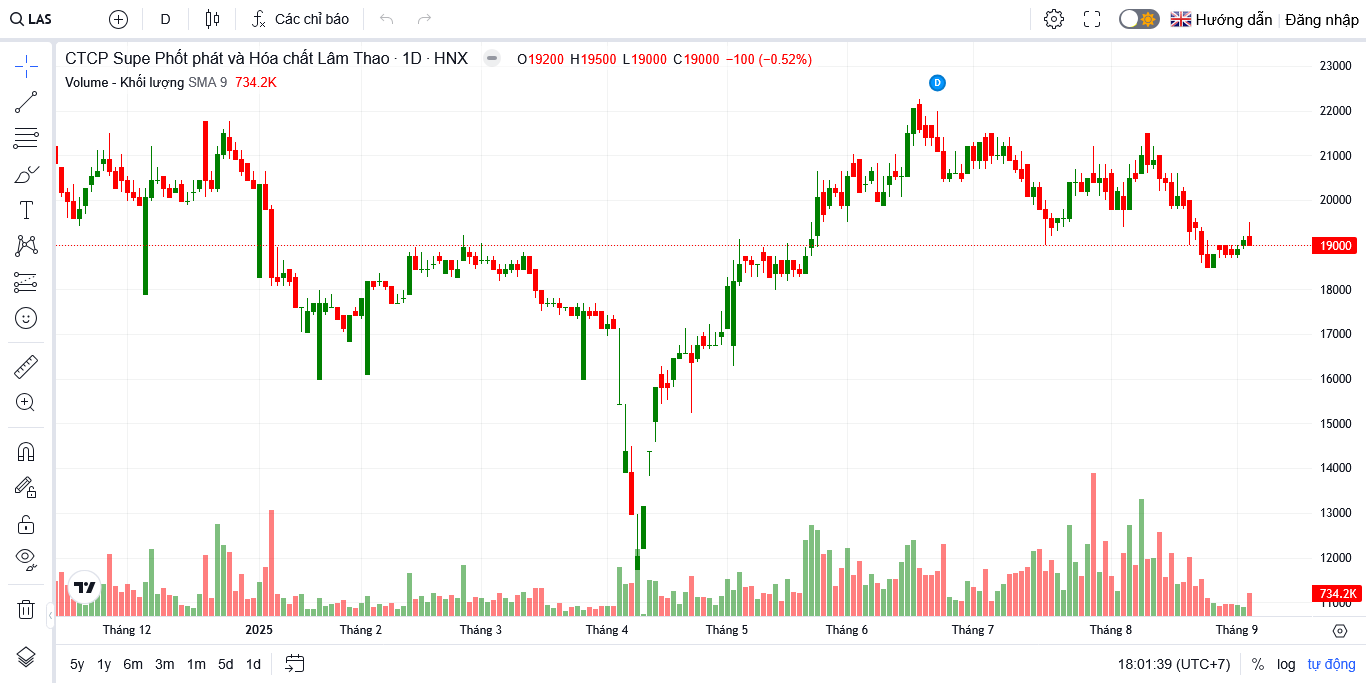 LAS D Các chỉ báo Hướng dẫn Đăng nhập
CTCP Supe Phốt phát và Hóa chất Lâm Thao · 1D · HNX O19200 H19500 L19000 C19000 −100 (−0.52%)
Volume - Khối lượng SMA 9 734.2K
D
23000
22000
21000
20000
19000
18000
17000
16000
15000
14000
13000
12000
734.2K
11000
Tháng 12 2025 Tháng 2 Tháng 3 Tháng 4 Tháng 5 Tháng 6 Tháng 7 Tháng 8 Tháng 9
5y 1y 6m 3m 1m 5d 1d 18:01:39 (UTC+7) % log tự động